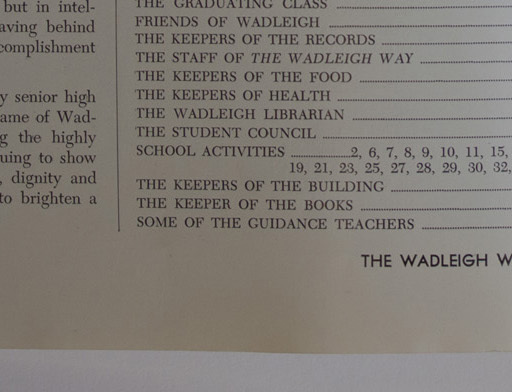 but in intel-
aving behind
complishment
y senior high
ame of Wad-
g the highly
uing to show
, dignity and
to brighten a
THE GRADUATING CLASS
FRIENDS OF WADLEIGH
THE KEEPERS OF THE RECORDS
THE STAFF OF THE WADLEIGH WAY
THE KEEPERS OF THE FOOD
THE KEEPERS OF HEALTH
THE WADLEIGH LIBRARIAN
THE STUDENT COUNCIL
SCHOOL ACTIVITIES 2, 6, 7, 8, 9, 10, 11, 15,
19, 21, 23, 25, 27, 28, 29, 30, 32,
THE KEEPERS OF THE BUILDING
THE KEEPER OF THE BOOKS
SOME OF THE GUIDANCE TEACHERS
THE WADLEIGH W